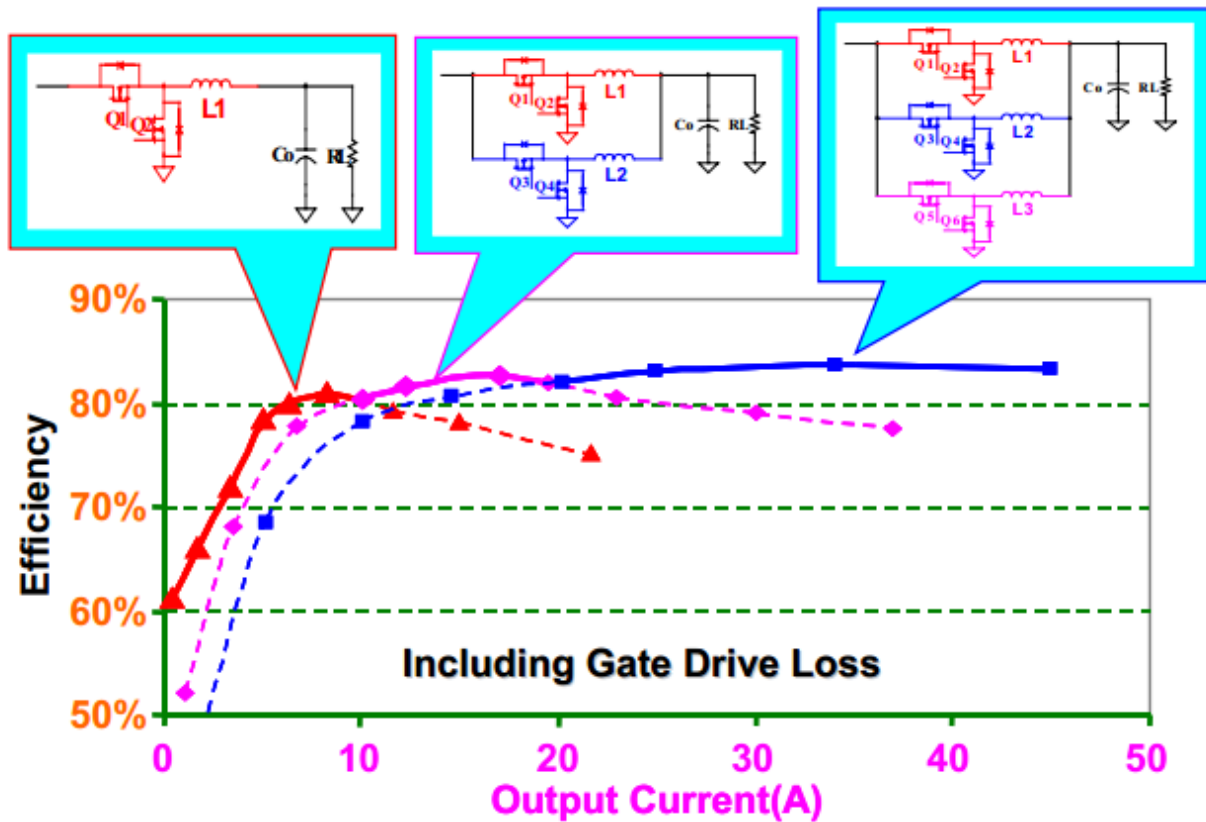 Q1 Q2 L1 Co RL
Q1 Q2 L1
Co RL
Q3 Q4 L2
Q1 Q2 L1
Co RL
Q3 Q4 L2
Q5 Q6 L3
90%
80%
70%
60%
50%
Efficiency
Including Gate Drive Loss
0 10 20 30 40 50
Output Current(A)